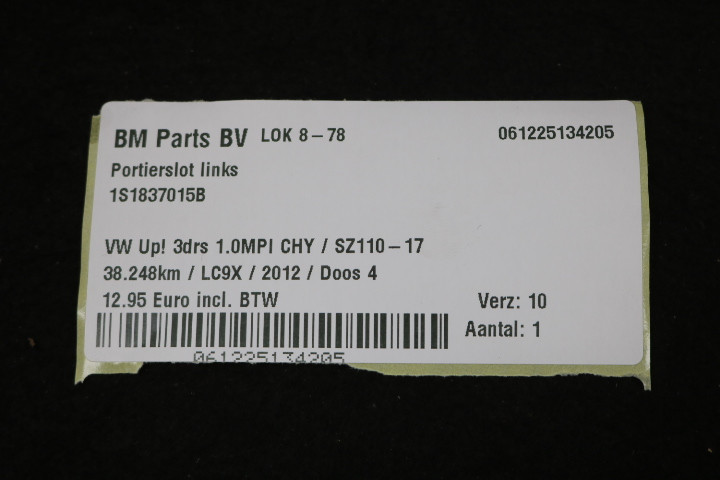 BM Parts BV LOK 8-78 061225134205
Portierslot links
1S1837015B
VW Up! 3drs 1.0MPI CHY / SZ110-17
38.248km / LC9X / 2012 / Doos 4
12.95 Euro incl. BTW Verz: 10
Aantal: 1
061225134205